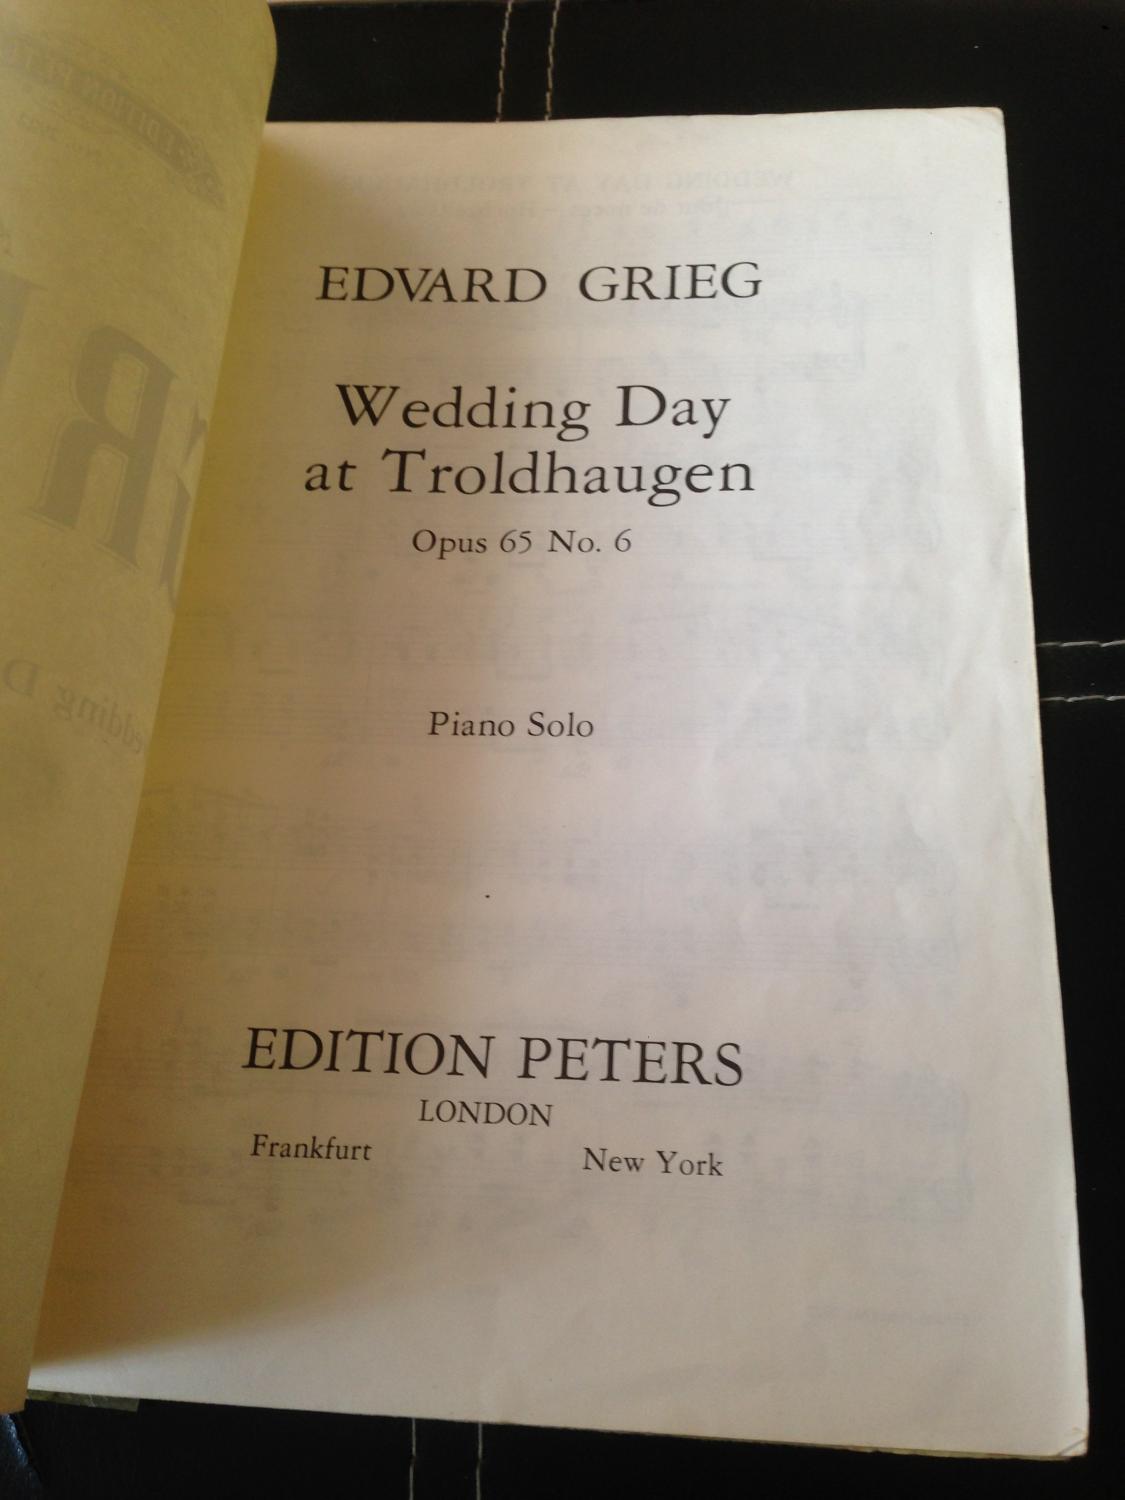 EDVARD GRIEG
Wedding Day
at Troldhaugen
Opus 65 No. 6
Piano Solo
EDITION PETERS
LONDON
Frankfurt New York